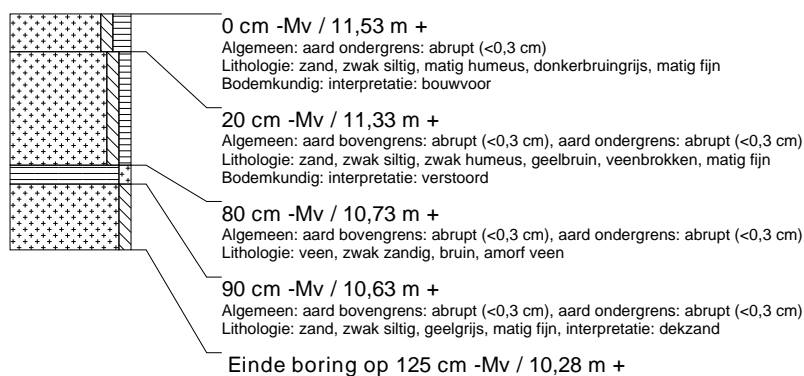 0 cm -Mv / 11,53 m +
Algemeen: aard ondergrens: abrupt (<0,3 cm)
Lithologie: zand, zwak siltig, matig humeus, donkerbruingrijs, matig fijn
Bodemkundig: interpretatie: bouwvoor
20 cm -Mv / 11,33 m +
Algemeen: aard bovengrens: abrupt (<0,3 cm), aard ondergrens: abrupt (<0,3 cm)
Lithologie: zand, zwak siltig, zwak humeus, geelbruin, veenbrokken, matig fijn
Bodemkundig: interpretatie: verstoord
80 cm -Mv / 10,73 m +
Algemeen: aard bovengrens: abrupt (<0,3 cm), aard ondergrens: abrupt (<0,3 cm)
Lithologie: veen, zwak zandig, bruin, amorf veen
90 cm -Mv / 10,63 m +
Algemeen: aard bovengrens: abrupt (<0,3 cm), aard ondergrens: abrupt (<0,3 cm)
Lithologie: zand, zwak siltig, geelgrijs, matig fijn, interpretatie: dekzand
Einde boring op 125 cm -Mv / 10,28 m +